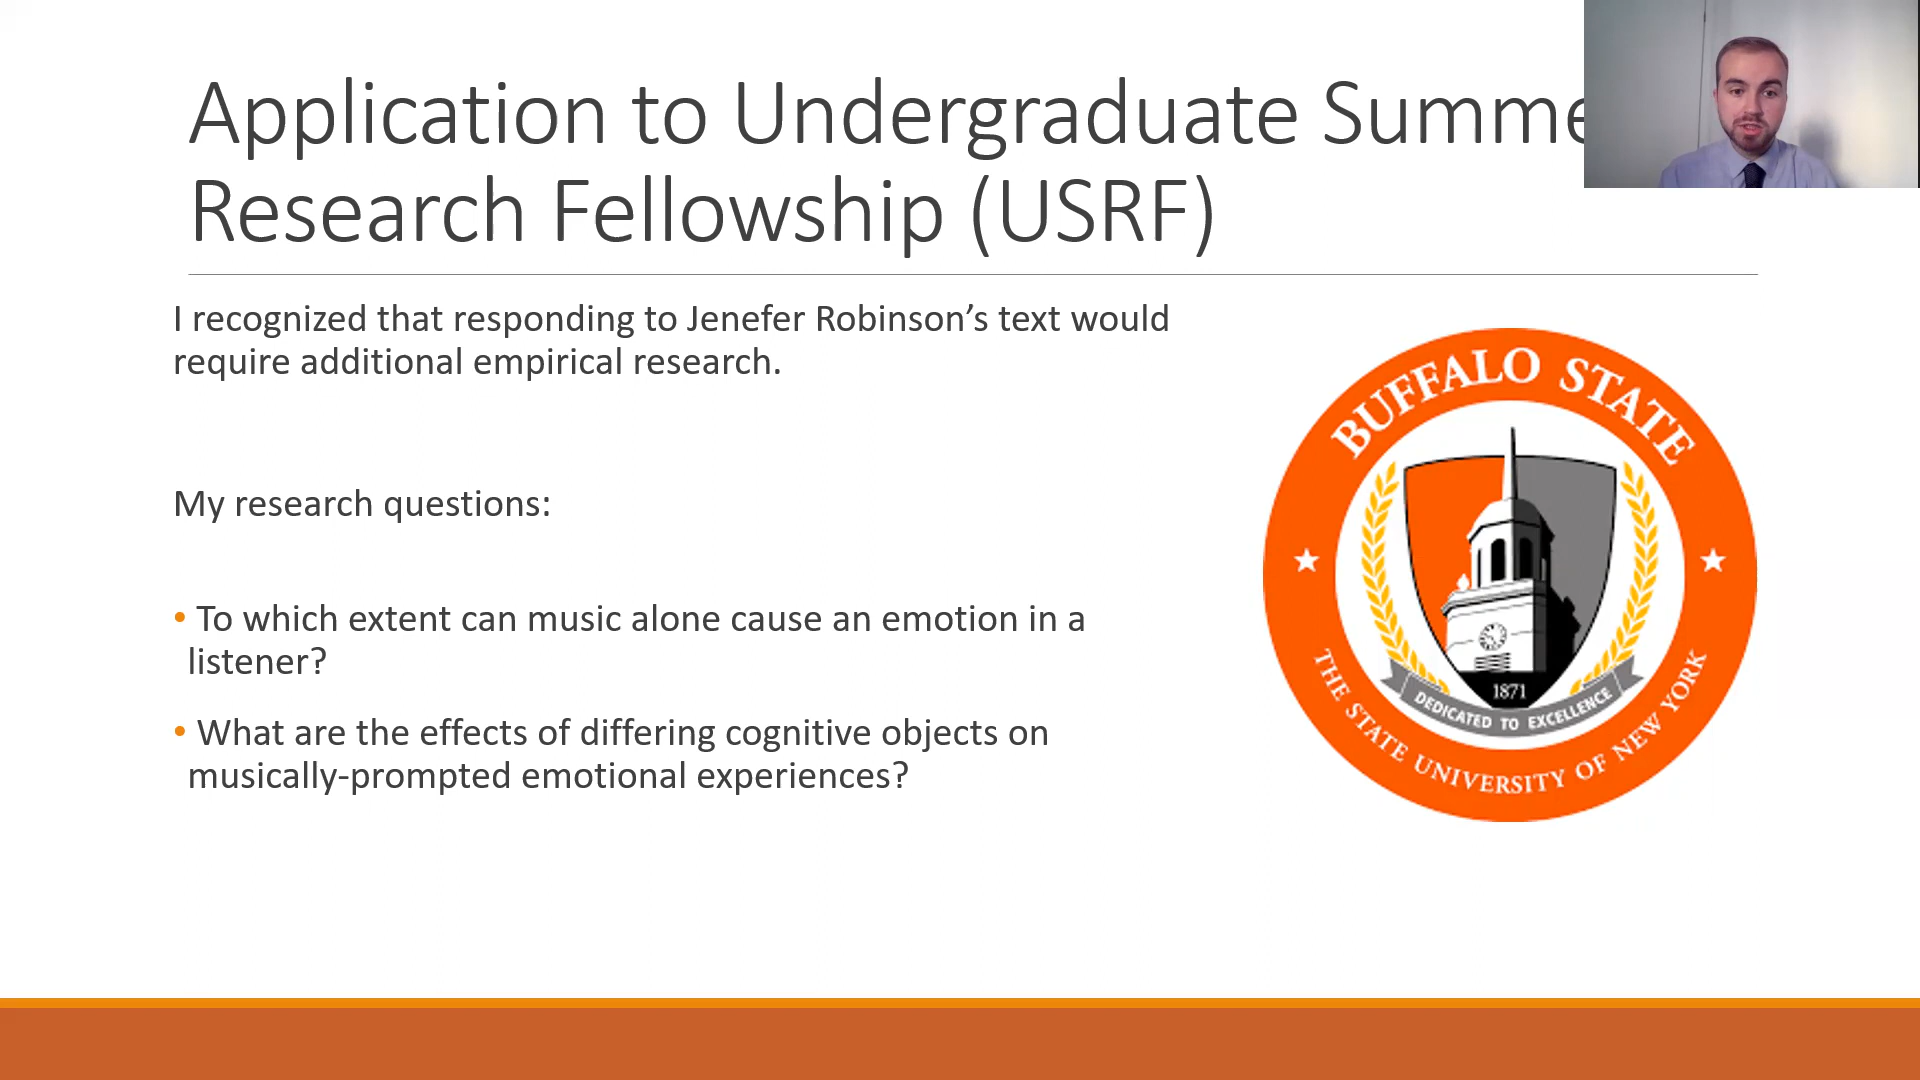 Application to Undergraduate Summe
Research Fellowship (USRF)
I recognized that responding to Jenefer Robinson’s text would
require additional empirical research.
My research questions:
• To which extent can music alone cause an emotion in a
listener?
• What are the effects of differing cognitive objects on
musically-prompted emotional experiences?
BUFFALO STATE
1871
DEDICATED TO EXCELLENCE
THE STATE UNIVERSITY OF NEW YORK